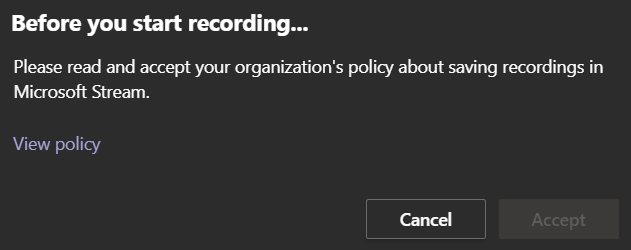 Before you start recording...
Please read and accept your organization's policy about saving recordings in
Microsoft Stream.
View policy
Cancel
Accept